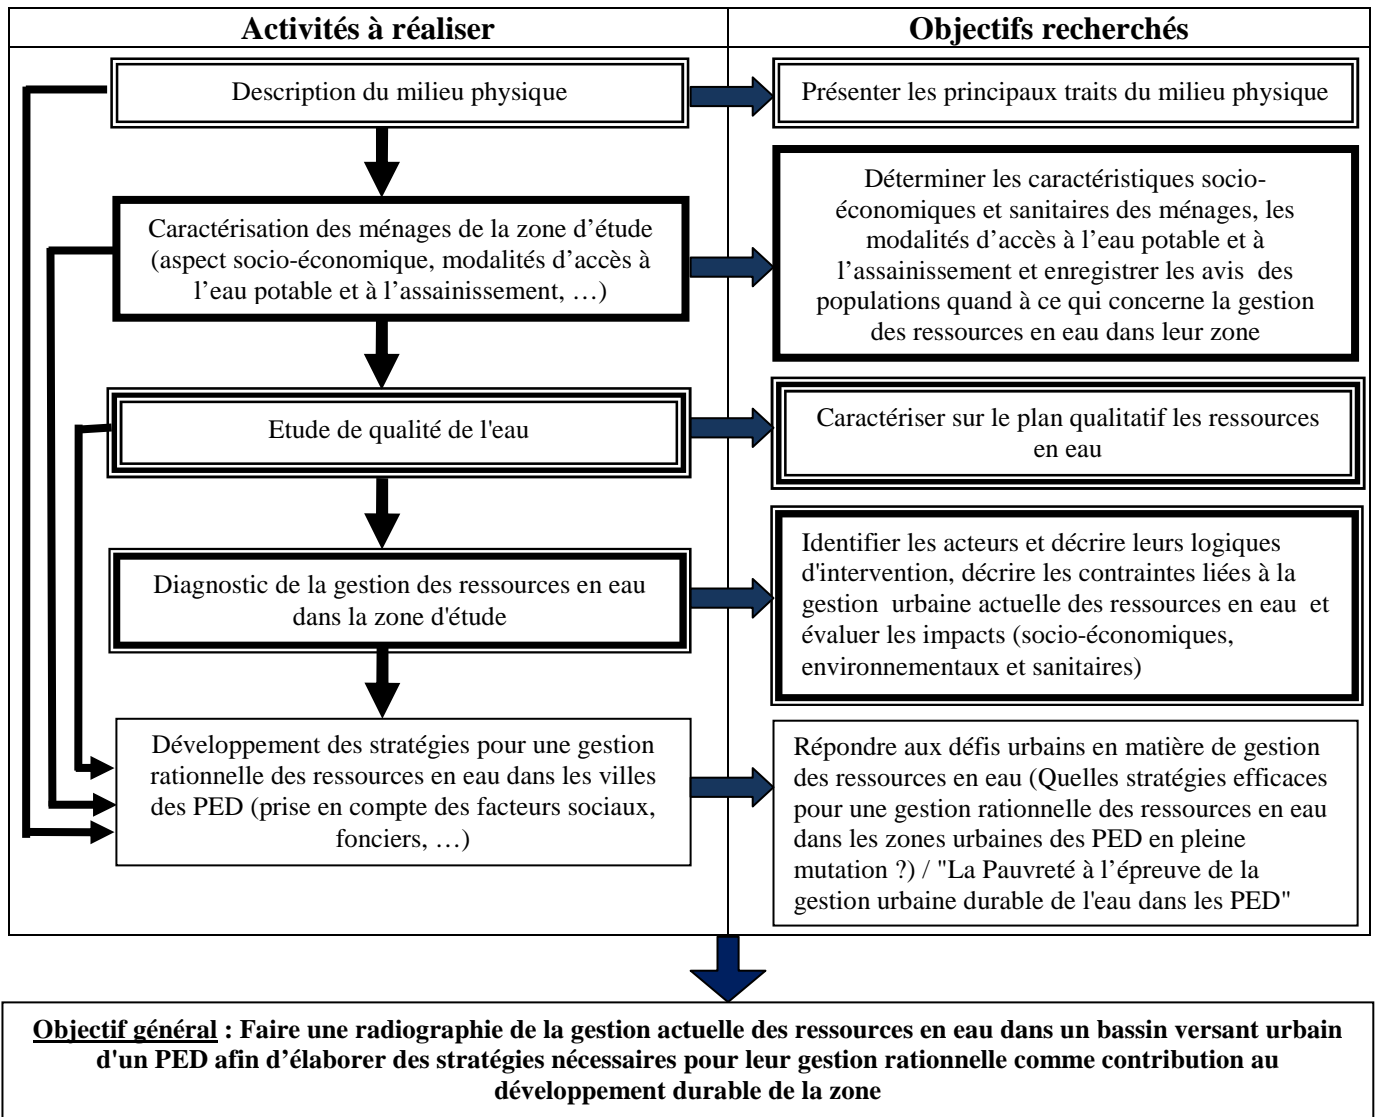 Activités à réaliser
Objectifs recherchés
Description du milieu physique
Présenter les principaux traits du milieu physique
Caractérisation des ménages de la zone d’étude
(aspect socio-économique, modalités d’accès à
l’eau potable et à l’assainissement, …)
Déterminer les caractéristiques socio-
économiques et sanitaires des ménages, les
modalités d’accès à l’eau potable et à
l’assainissement et enregistrer les avis des
populations quand à ce qui concerne la gestion
des ressources en eau dans leur zone
Etude de qualité de l'eau
Caractériser sur le plan qualitatif les ressources
en eau
Diagnostic de la gestion des ressources en eau
dans la zone d'étude
Identifier les acteurs et décrire leurs logiques
d'intervention, décrire les contraintes liées à la
gestion urbaine actuelle des ressources en eau et
évaluer les impacts (socio-économiques,
environnementaux et sanitaires)
Développement des stratégies pour une gestion
rationnelle des ressources en eau dans les villes
des PED (prise en compte des facteurs sociaux,
fonciers, …)
Répondre aux défis urbains en matière de gestion
des ressources en eau (Quelles stratégies efficaces
pour une gestion rationnelle des ressources en eau
dans les zones urbaines des PED en pleine
mutation ?) / "La Pauvreté à l’épreuve de la
gestion urbaine durable de l'eau dans les PED"
Objectif général : Faire une radiographie de la gestion actuelle des ressources en eau dans un bassin versant urbain
d'un PED afin d’élaborer des stratégies nécessaires pour leur gestion rationnelle comme contribution au
développement durable de la zone